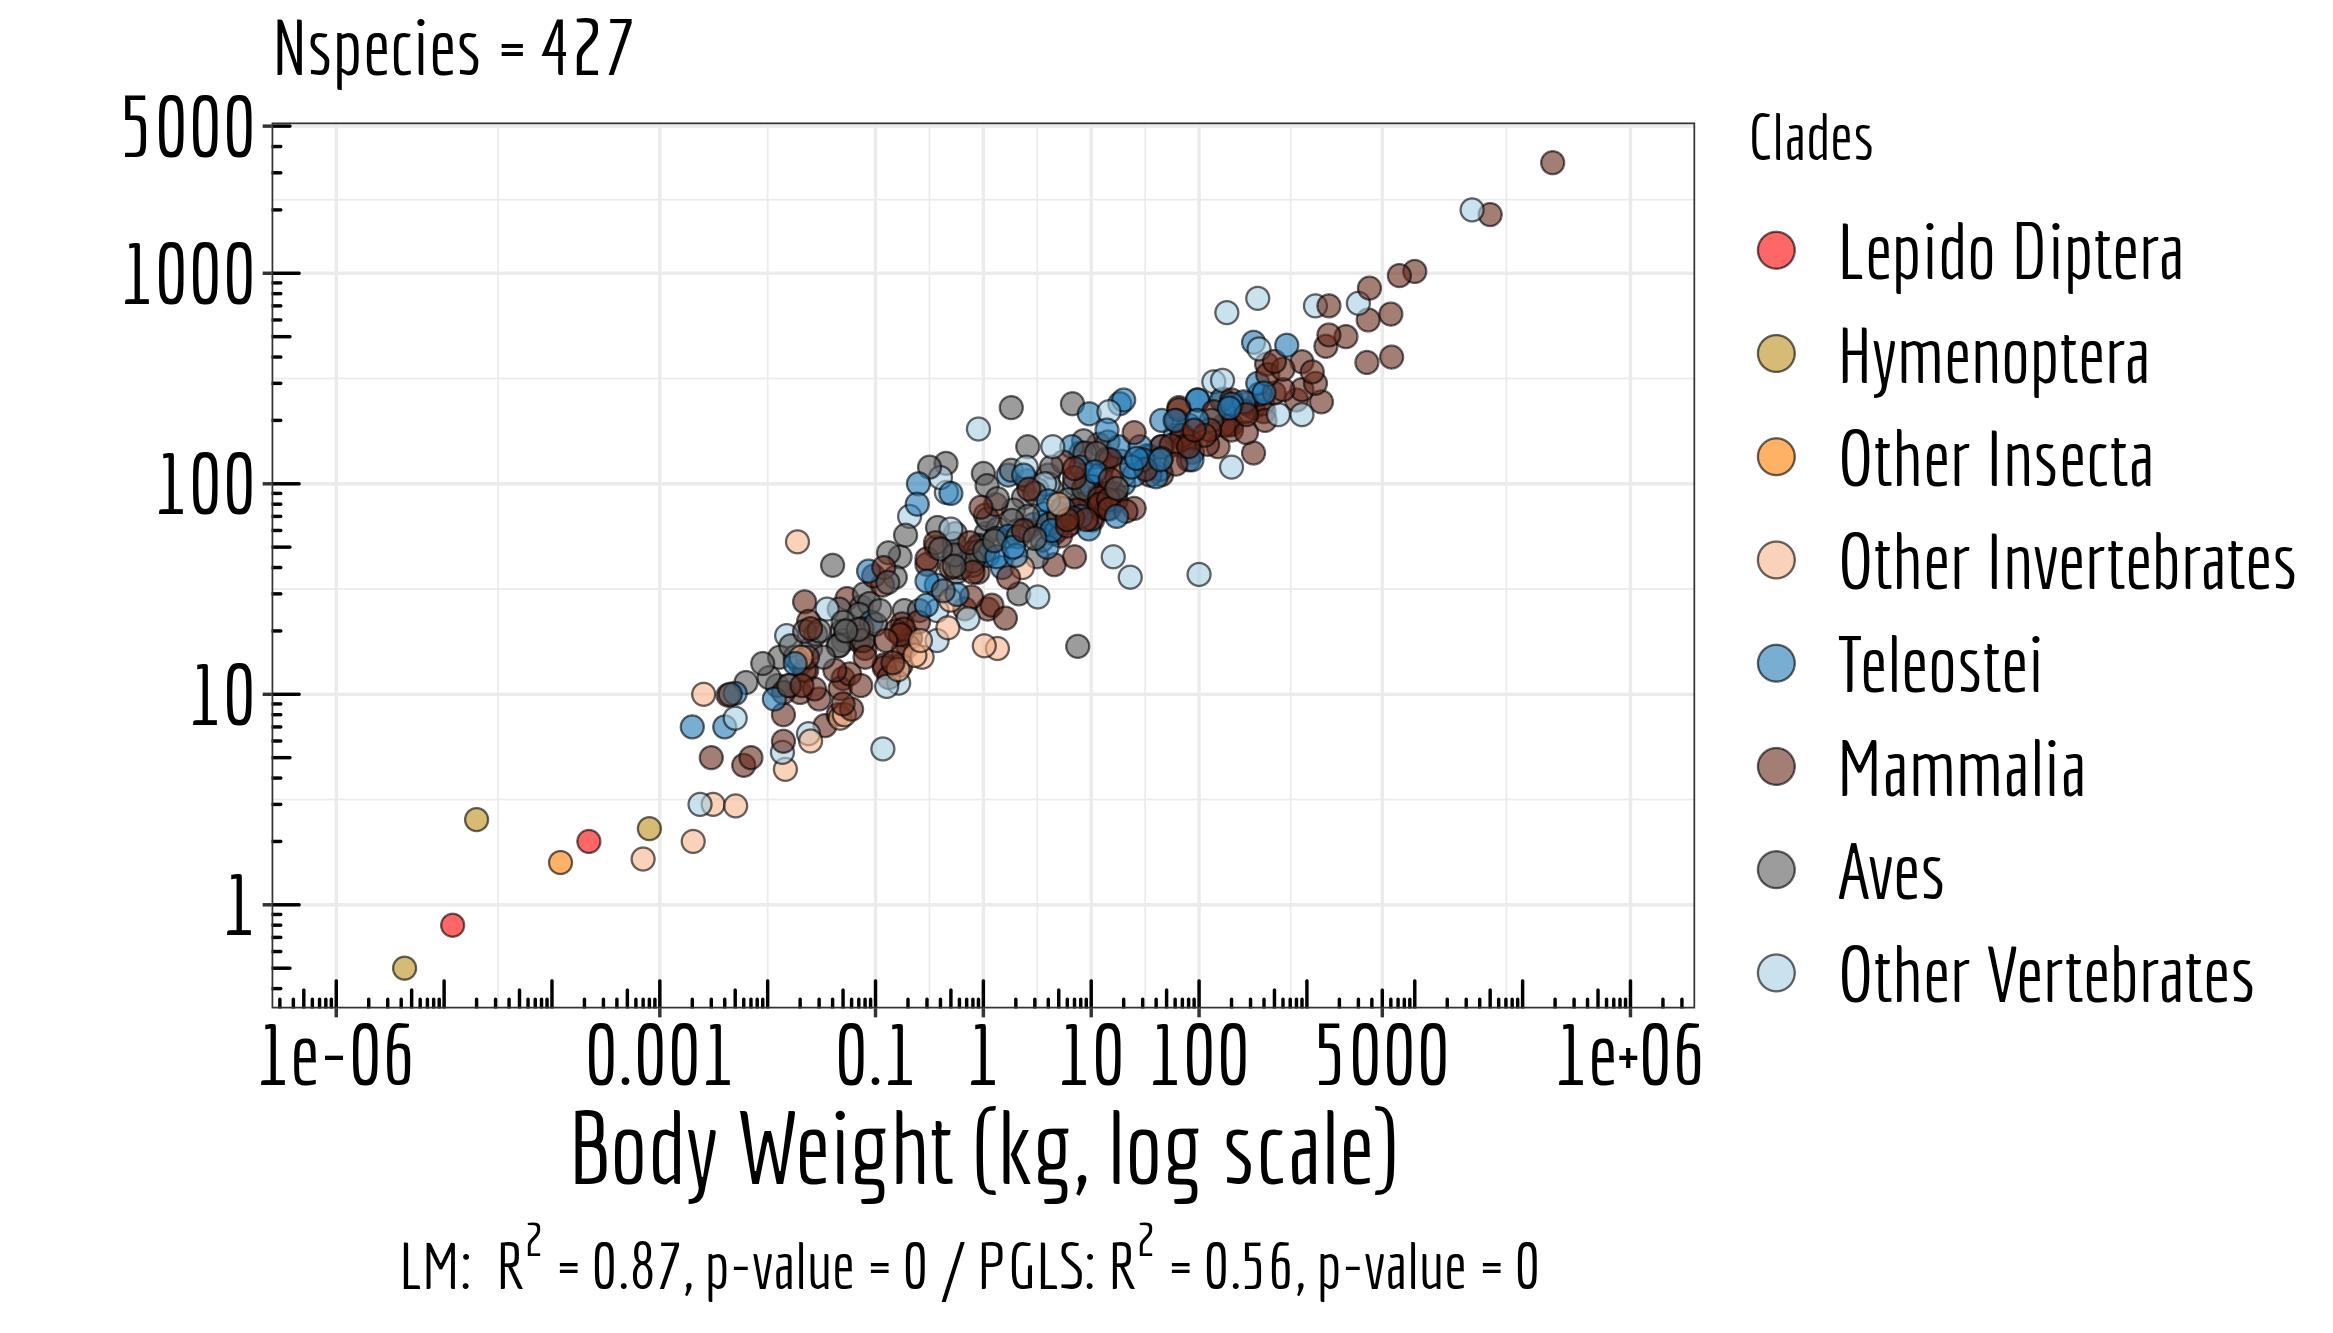 Nspecies = 427
5000
1000
100
10
1
1e-06 0.001 0.1 1 10 100 5000 1e+06
Body Weight (kg, log scale)
LM: R² = 0.87, p-value = 0 / PGLS: R² = 0.56, p-value = 0
Clades
Lepido Diptera
Hymenoptera
Other Insecta
Other Invertebrates
Teleostei
Mammalia
Aves
Other Vertebrates